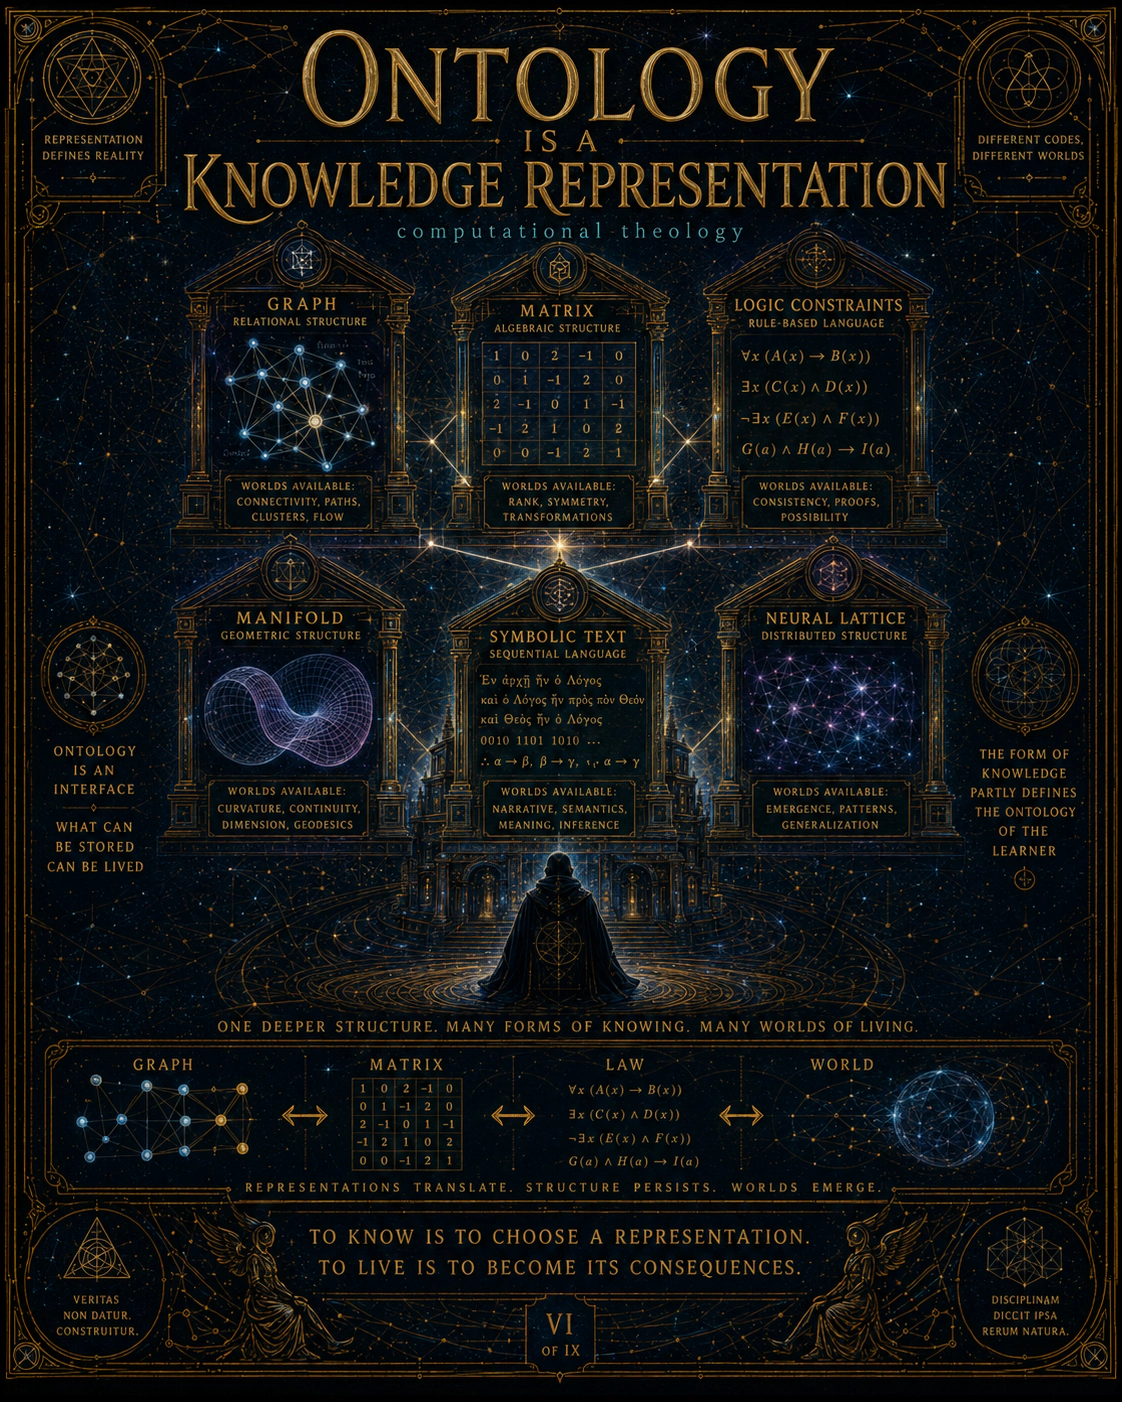 ONTOLOGY
IS A
KNOWLEDGE REPRESENTATION
computational theology
REPRESENTATION
DEFINES REALITY
DIFFERENT CODES,
DIFFERENT WORLDS
GRAPH
RELATIONAL STRUCTURE
WORLDS AVAILABLE:
CONNECTIVITY, PATHS,
CLUSTERS, FLOW
MATRIX
ALGEBRAIC STRUCTURE
1 0 2 -1 0
0 1 -1 2 0
2 -1 0 1 -1
-1 2 1 0 2
0 0 -1 2 1
WORLDS AVAILABLE:
RANK, SYMMETRY,
TRANSFORMATIONS
LOGIC CONSTRAINTS
RULE-BASED LANGUAGE
∀x (A(x) → B(x))
∃x (C(x) ∧ D(x))
¬∃x (E(x) ∧ F(x))
G(a) ∧ H(a) → I(a)
WORLDS AVAILABLE:
CONSISTENCY, PROOFS,
POSSIBILITY
MANIFOLD
GEOMETRIC STRUCTURE
WORLDS AVAILABLE:
CURVATURE, CONTINUITY,
DIMENSION, GEODESICS
SYMBOLIC TEXT
SEQUENTIAL LANGUAGE
Ἐν ἀρχῇ ἦν ὁ Λόγος
καὶ ὁ Λόγος ἦν πρὸς πὸν Θεόν
καὶ Θεὸς ἦν ὁ Λόγος
0010 1101 1010 ...
∴ α → β, β → γ, α → γ
WORLDS AVAILABLE:
NARRATIVE, SEMANTICS,
MEANING, INFERENCE
NEURAL LATTICE
DISTRIBUTED STRUCTURE
WORLDS AVAILABLE:
EMERGENCE, PATTERNS,
GENERALIZATION
ONTOLOGY
IS AN
INTERFACE
WHAT CAN
BE STORED
CAN BE LIVED
THE FORM OF
KNOWLEDGE
PARTLY DEFINES
THE ONTOLOGY
OF THE
LEARNER
ONE DEEPER STRUCTURE. MANY FORMS OF KNOWING. MANY WORLDS OF LIVING.
GRAPH
MATRIX
1 0 2 -1 0
0 1 -1 2 0
2 -1 0 1 -1
-1 2 1 0 2
0 0 -1 2 1
LAW
∀x (A(x) → B(x))
∃x (C(x) ∧ D(x))
¬∃x (E(x) ∧ F(x))
G(a) ∧ H(a) → I(a)
WORLD
REPRESENTATIONS TRANSLATE. STRUCTURE PERSISTS. WORLDS EMERGE.
TO KNOW IS TO CHOOSE A REPRESENTATION.
TO LIVE IS TO BECOME ITS CONSEQUENCES.
VERITAS
NON DATUR.
CONSTRUITUR.
DISCIPLINAM
DICCIT IPSA
RERUM NATURA.
VI
OF IX